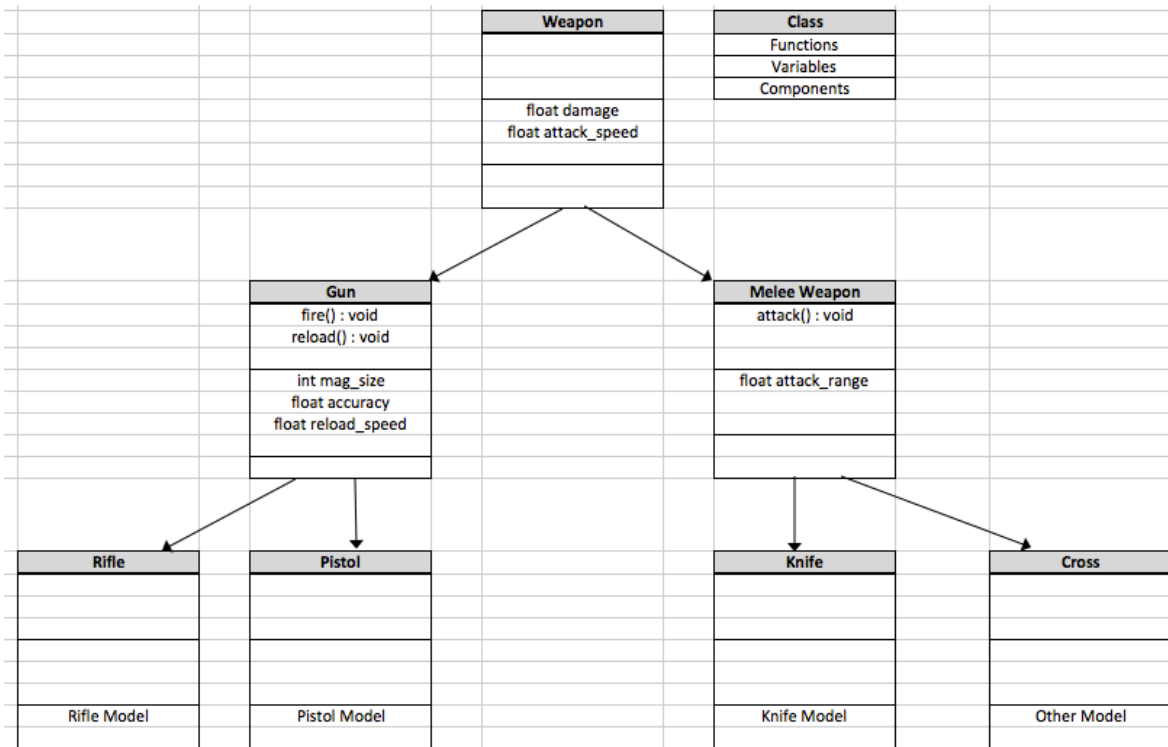 Weapon
float damage
float attack_speed
Class
Functions
Variables
Components
Gun
fire() : void
reload() : void
int mag_size
float accuracy
float reload_speed
Melee Weapon
attack() : void
float attack_range
Rifle
Rifle Model
Pistol
Pistol Model
Knife
Knife Model
Cross
Other Model